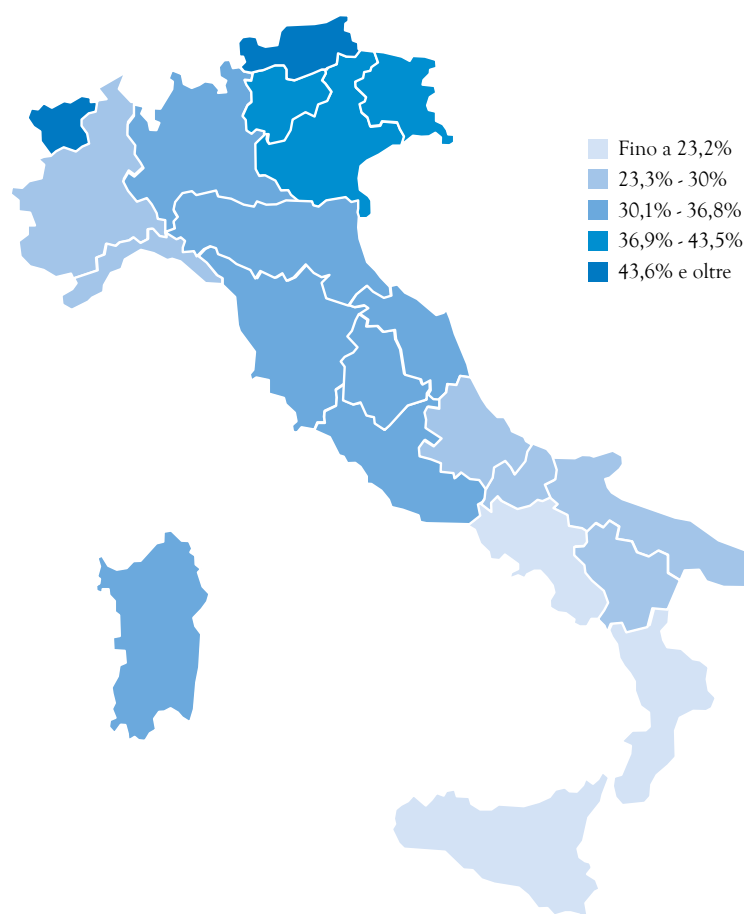 Fino a 23,2%
23,3% - 30%
30,1% - 36,8%
36,9% - 43,5%
43,6% e oltre